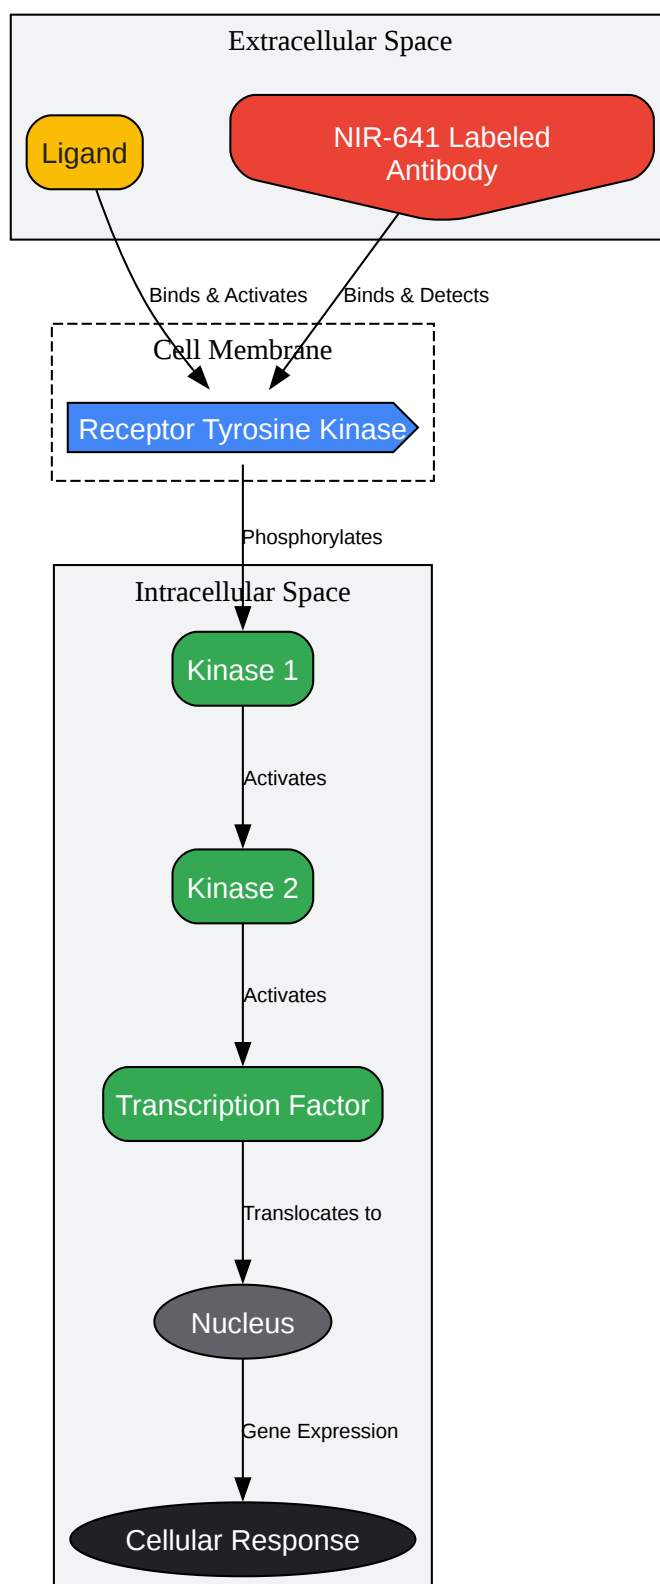 Extracellular Space
Ligand
NIR-641 Labeled
Antibody
Binds & Activates
Binds & Detects
Cell Membrane
Receptor Tyrosine Kinase
Phosphorylates
Intracellular Space
Kinase 1
Activates
Kinase 2
Activates
Transcription Factor
Translocates to
Nucleus
Gene Expression
Cellular Response